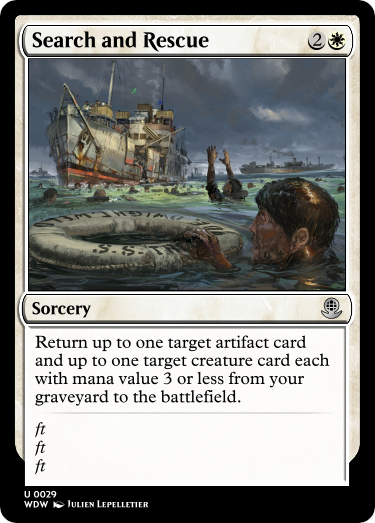 Search and Rescue
2
Sorcery
Return up to one target artifact card
and up to one target creature card each
with mana value 3 or less from your
graveyard to the battlefield.
ft
ft
ft
U 0029
WDW Julien Lepelletier